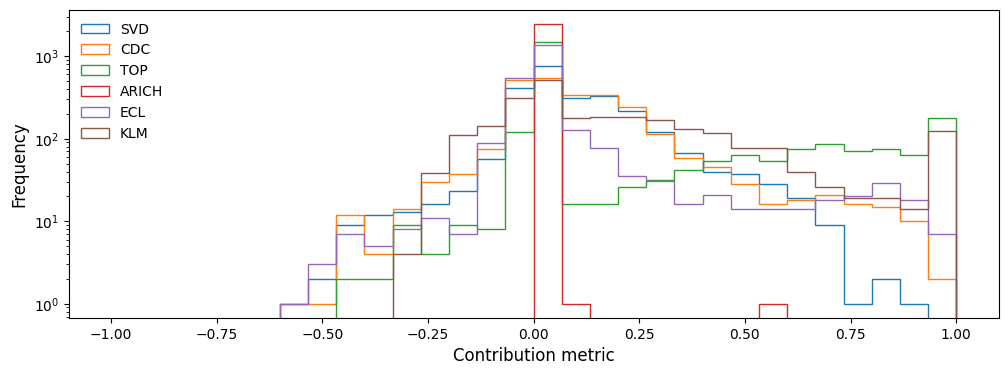 SVD
CDC
TOP
ARICH
ECL
KLM
Frequency
10³
10²
10¹
10⁰
−1.00 −0.75 −0.50 −0.25 0.00 0.25 0.50 0.75 1.00
Contribution metric